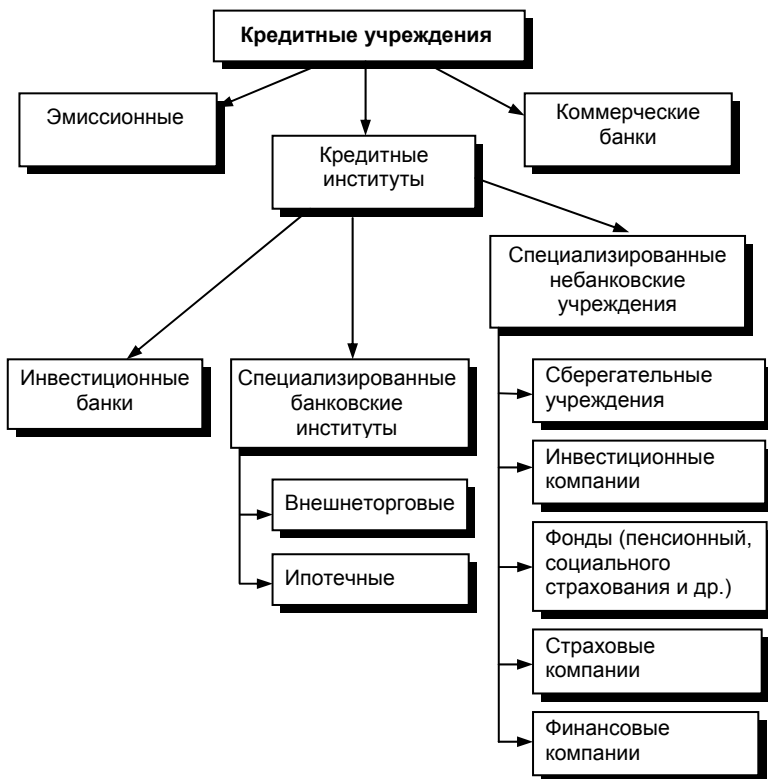 Кредитные учреждения
Эмиссионные
Коммерческие
банки
Кредитные
институты
Специализированные
небанковские
учреждения
Инвестиционные
банки
Специализированные
банковские
институты
Сберегательные
учреждения
Инвестиционные
компании
Внешнеторговые
Фонды (пенсионный,
социального
страхования и др.)
Ипотечные
Страховые
компании
Финансовые
компании